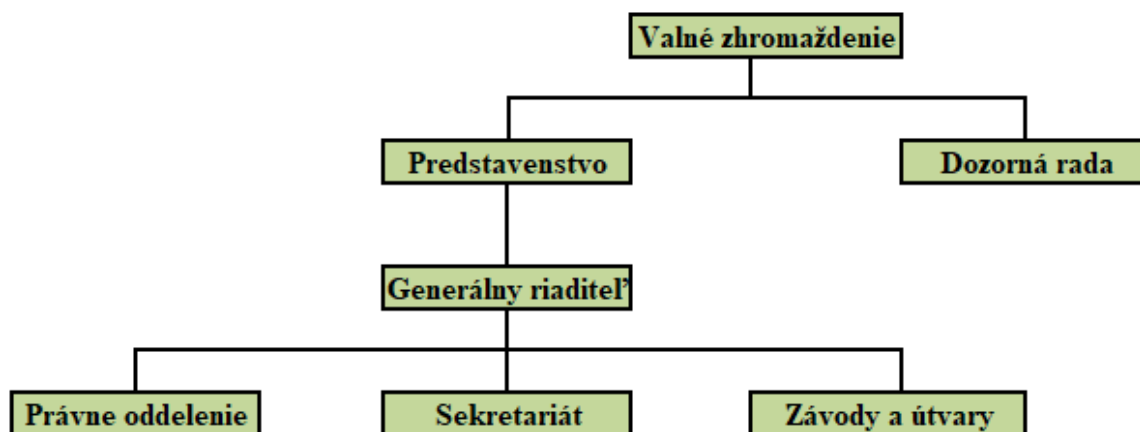 Valné zhromaždenie
Predstavenstvo
Dozorná rada
Generálny riaditeľ
Právne oddelenie
Sekretariát
Závody a útvary